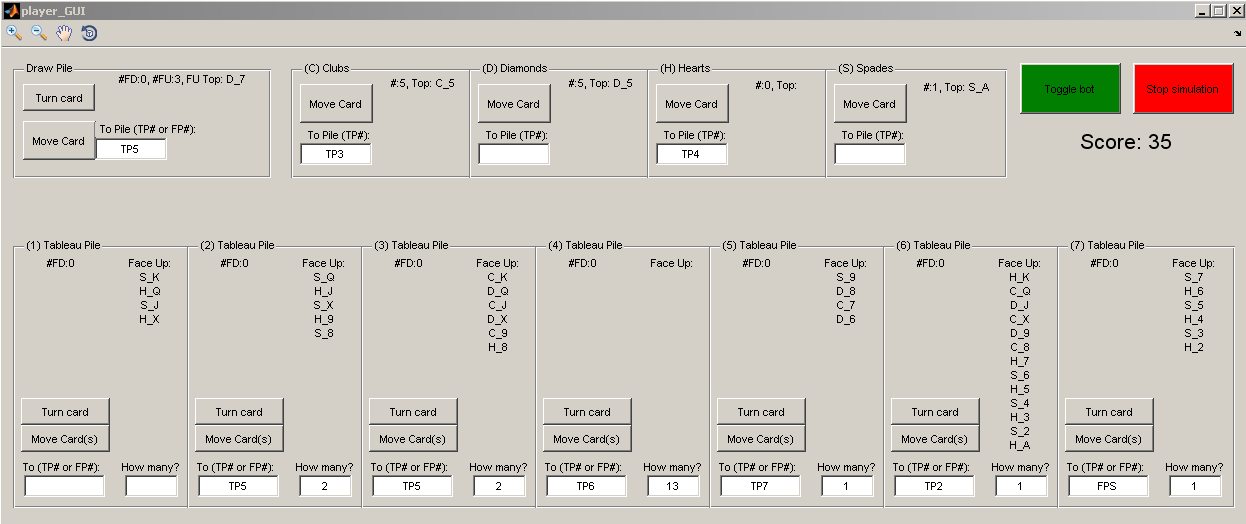 player_GUI
Draw Pile
#FD:0, #FU:3, FU Top: D_7
Turn card
Move Card
To Pile (TP# or FP#):
TP5
(C) Clubs
#:5, Top: C_5
Move Card
To Pile (TP#):
TP3
(D) Diamonds
#:5, Top: D_5
Move Card
To Pile (TP#):
(H) Hearts
#:0, Top:
Move Card
To Pile (TP#):
TP4
(S) Spades
#:1, Top: S_A
Move Card
To Pile (TP#):
Toggle bot
Stop simulation
Score: 35
(1) Tableau Pile
#FD:0
Face Up:
S_K
H_Q
S_J
H_X
Turn card
Move Card(s)
To (TP# or FP#):
How many?
(2) Tableau Pile
#FD:0
Face Up:
S_Q
H_J
S_X
H_9
S_8
Turn card
Move Card(s)
To (TP# or FP#):
How many?
TP5
2
(3) Tableau Pile
#FD:0
Face Up:
C_K
D_Q
C_J
D_X
C_9
H_8
Turn card
Move Card(s)
To (TP# or FP#):
How many?
TP5
2
(4) Tableau Pile
#FD:0
Face Up:
Turn card
Move Card(s)
To (TP# or FP#):
How many?
TP6
13
(5) Tableau Pile
#FD:0
Face Up:
S_9
D_8
C_7
D_6
Turn card
Move Card(s)
To (TP# or FP#):
How many?
TP7
1
(6) Tableau Pile
#FD:0
Face Up:
H_K
C_Q
D_J
C_X
D_9
C_8
H_7
S_6
H_5
S_4
H_3
S_2
H_A
Turn card
Move Card(s)
To (TP# or FP#):
How many?
TP2
1
(7) Tableau Pile
#FD:0
Face Up:
S_7
H_6
S_5
H_4
S_3
H_2
Turn card
Move Card(s)
To (TP# or FP#):
How many?
FPS
1